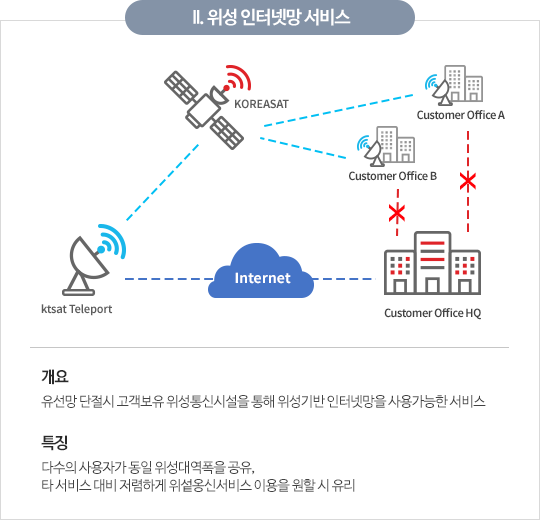 II. 위성 인터넷망 서비스
KOREASAT
Customer Office A
Customer Office B
Internet
ktsat Teleport
Customer Office HQ
개요
유선망 단절시 고객보유 위성통신시설을 통해 위성기반 인터넷망을 사용가능한 서비스
특징
다수의 사용자가 동일 위성대역폭을 공유,
타 서비스 대비 저렴하게 위셑옹신서비스 이용을 원할 시 유리